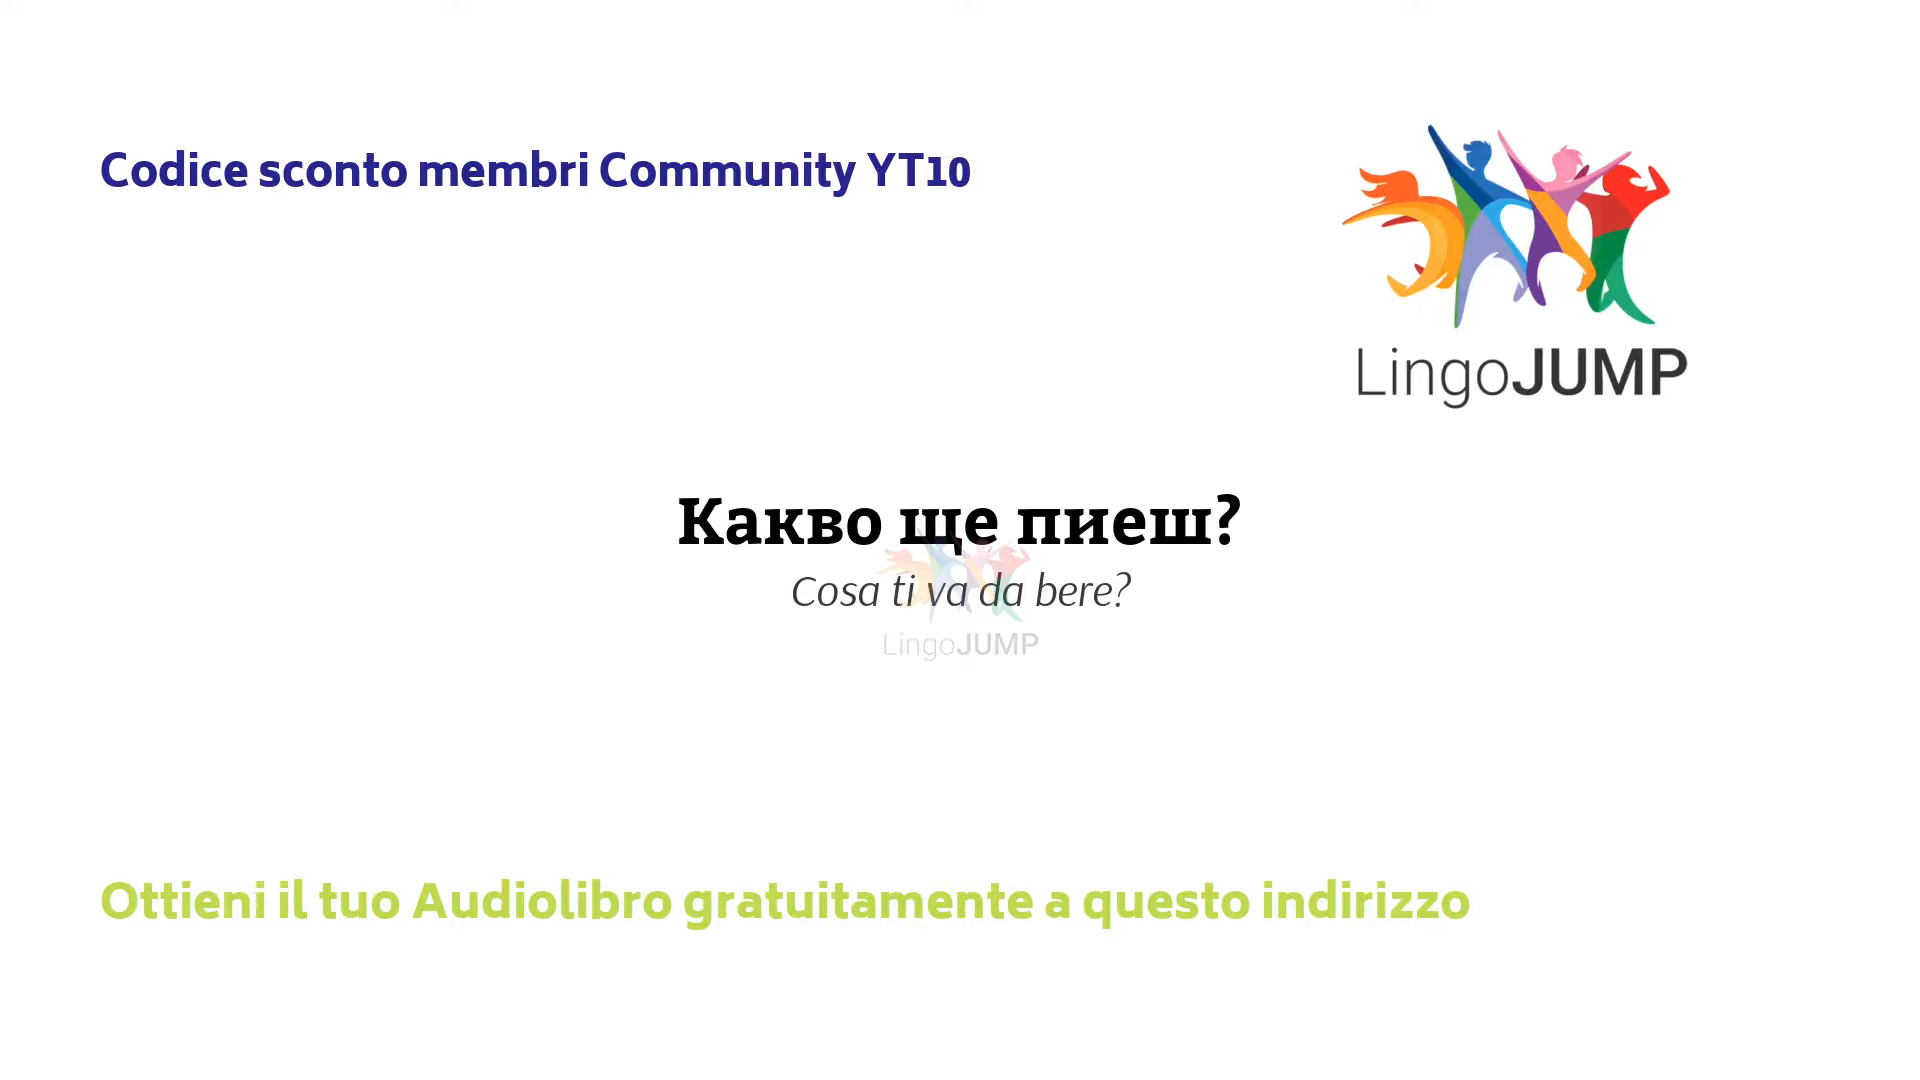 Codice sconto membri Community YT10
LingoJUMP
Какво ще пиеш?
Cosa ti va da bere?
LingoJUMP
Ottieni il tuo Audiolibro gratuitamente a questo indirizzo